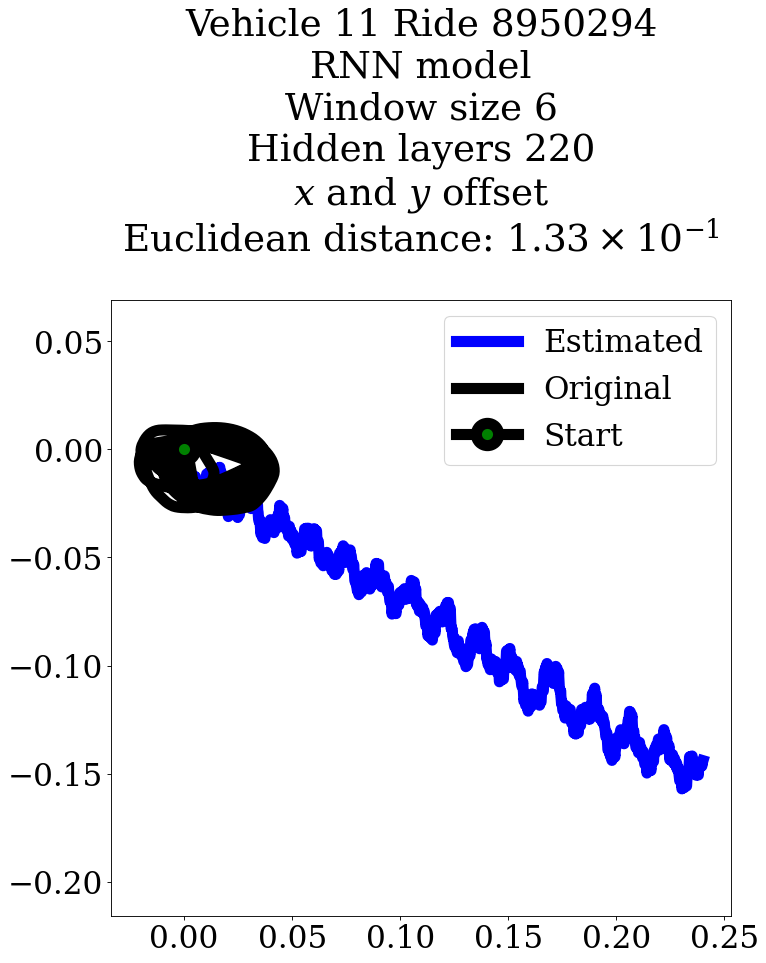 Vehicle 11 Ride 8950294
RNN model
Window size 6
Hidden layers 220
x and y offset
Euclidean distance: 1.33 × 10⁻¹
Estimated
Original
Start
0.05
0.00
−0.05
−0.10
−0.15
−0.20
0.00 0.05 0.10 0.15 0.20 0.25